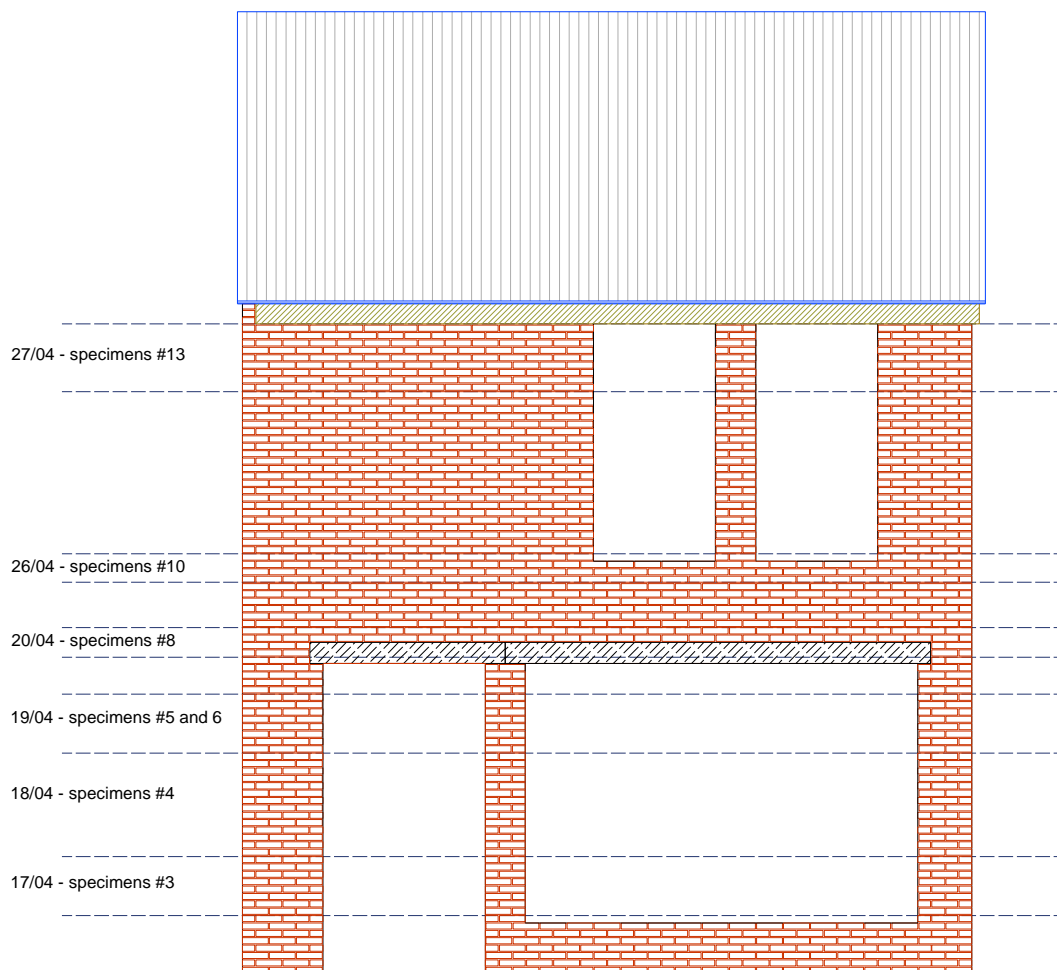 27/04 - specimens #13
26/04 - specimens #10
20/04 - specimens #8
19/04 - specimens #5 and 6
18/04 - specimens #4
17/04 - specimens #3